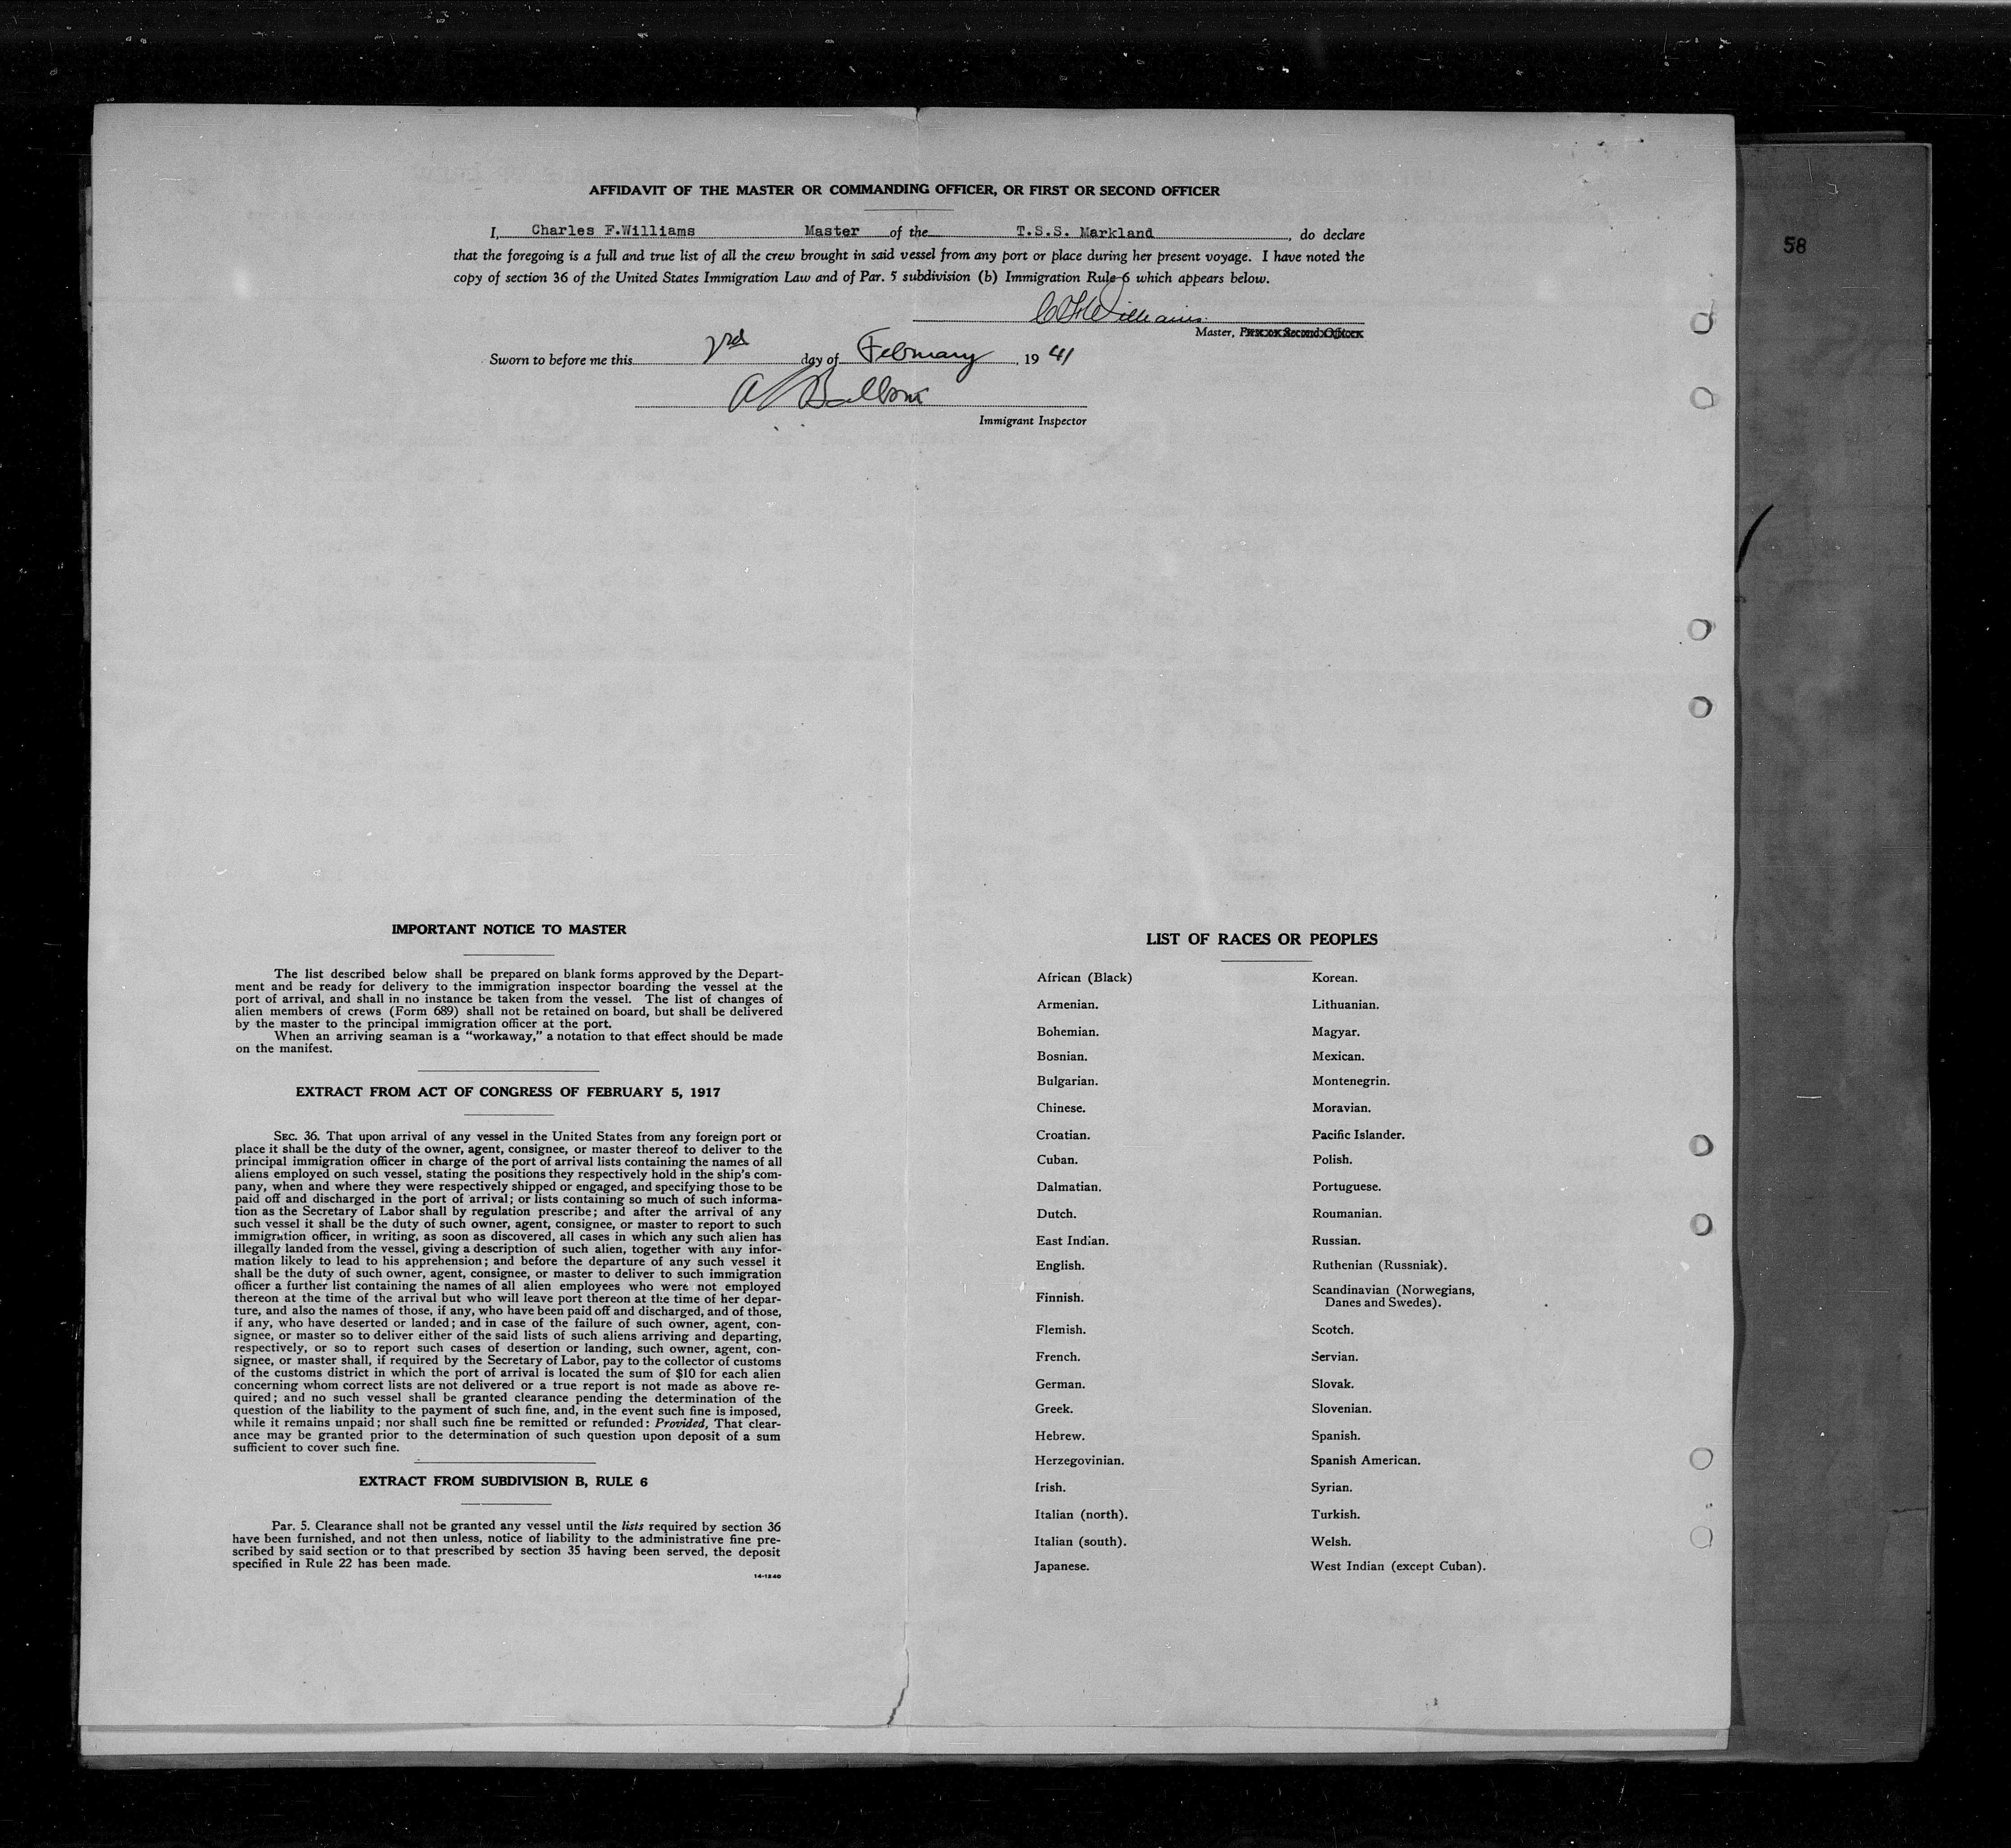 AFFIDAVIT OF THE MASTER OR COMMANDING OFFICER, OR FIRST OR SECOND OFFICER
I, Charles F.Williams Master of the T.S.S. Markland , do declare
that the foregoing is a full and true list of all the crew brought in said vessel from any port or place during her present voyage. I have noted the
copy of section 36 of the United States Immigration Law and of Par. 5 subdivision (b) Immigration Rule 6 which appears below.
C F Williams
Master, First or Second Officer
Sworn to before me this day of February , 19 41
A
Immigrant Inspector
58
IMPORTANT NOTICE TO MASTER
The list described below shall be prepared on blank forms approved by the Depart-
ment and be ready for delivery to the immigration inspector boarding the vessel at the
port of arrival, and shall in no instance be taken from the vessel. The list of changes of
alien members of crews (Form 689) shall not be retained on board, but shall be delivered
by the master to the principal immigration officer at the port.
When an arriving seaman is a “workaway,” a notation to that effect should be made
on the manifest.
EXTRACT FROM ACT OF CONGRESS OF FEBRUARY 5, 1917
SEC. 36. That upon arrival of any vessel in the United States from any foreign port or
place it shall be the duty of the owner, agent, consignee, or master thereof to deliver to the
principal immigration officer in charge of the port of arrival lists containing the names of all
aliens employed on such vessel, stating the positions they respectively hold in the ship's com-
pany, when and where they were respectively shipped or engaged, and specifying those to be
paid off and discharged in the port of arrival; or lists containing so much of such informa-
tion as the Secretary of Labor shall by regulation prescribe; and after the arrival of any
such vessel it shall be the duty of such owner, agent, consignee, or master to report to such
immigration officer, in writing, as soon as discovered, all cases in which any such alien has
illegally landed from the vessel, giving a description of such alien, together with any infor-
mation likely to lead to his apprehension; and before the departure of any such vessel it
shall be the duty of such owner, agent, consignee, or master to deliver to such immigration
officer a further list containing the names of all alien employees who were not employed
thereon at the time of the arrival but who will leave port thereon at the time of her depar-
ture, and also the names of those, if any, who have been paid off and discharged, and of those,
if any, who have deserted or landed; and in case of the failure of such owner, agent, con-
signee, or master so to deliver either of the said lists of such aliens arriving and departing,
respectively, or so to report such cases of desertion or landing, such owner, agent, con-
signee, or master shall, if required by the Secretary of Labor, pay to the collector of customs
of the customs district in which the port of arrival is located the sum of $10 for each alien
concerning whom correct lists are not delivered or a true report is not made as above re-
quired; and no such vessel shall be granted clearance pending the determination of the
question of the liability to the payment of such fine, and, in the event such fine is imposed,
while it remains unpaid; nor shall such fine be remitted or refunded: Provided, That clear-
ance may be granted prior to the determination of such question upon deposit of a sum
sufficient to cover such fine.
EXTRACT FROM SUBDIVISION B, RULE 6
Par. 5. Clearance shall not be granted any vessel until the lists required by section 36
have been furnished, and not then unless, notice of liability to the administrative fine pre-
scribed by said section or to that prescribed by section 35 having been served, the deposit
specified in Rule 22 has been made.
14-1240
LIST OF RACES OR PEOPLES
African (Black)
Armenian.
Bohemian.
Bosnian.
Bulgarian.
Chinese.
Croatian.
Cuban.
Dalmatian.
Dutch.
East Indian.
English.
Finnish.
Flemish.
French.
German.
Greek.
Hebrew.
Herzegovinian.
Irish.
Italian (north).
Italian (south).
Japanese.
Korean.
Lithuanian.
Magyar.
Mexican.
Montenegrin.
Moravian.
Pacific Islander.
Polish.
Portuguese.
Roumanian.
Russian.
Ruthenian (Russniak).
Scandinavian (Norwegians,
Danes and Swedes).
Scotch.
Servian.
Slovak.
Slovenian.
Spanish.
Spanish American.
Syrian.
Turkish.
Welsh.
West Indian (except Cuban).